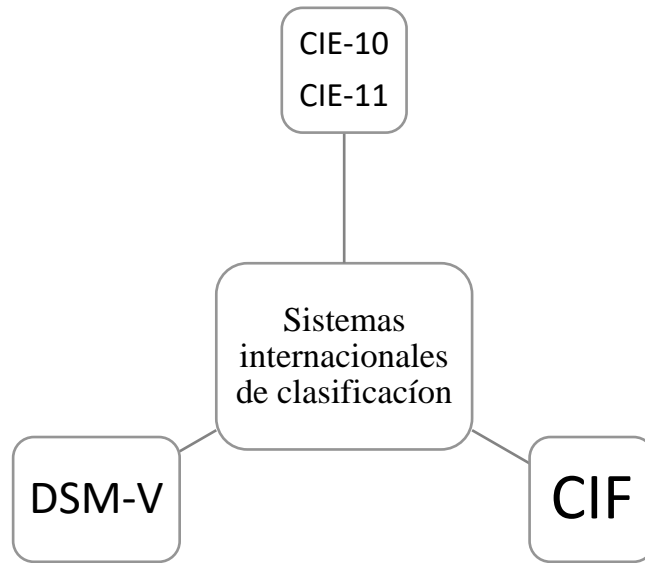 CIE-10
CIE-11
Sistemas
internacionales
de clasificacíon
DSM-V
CIF